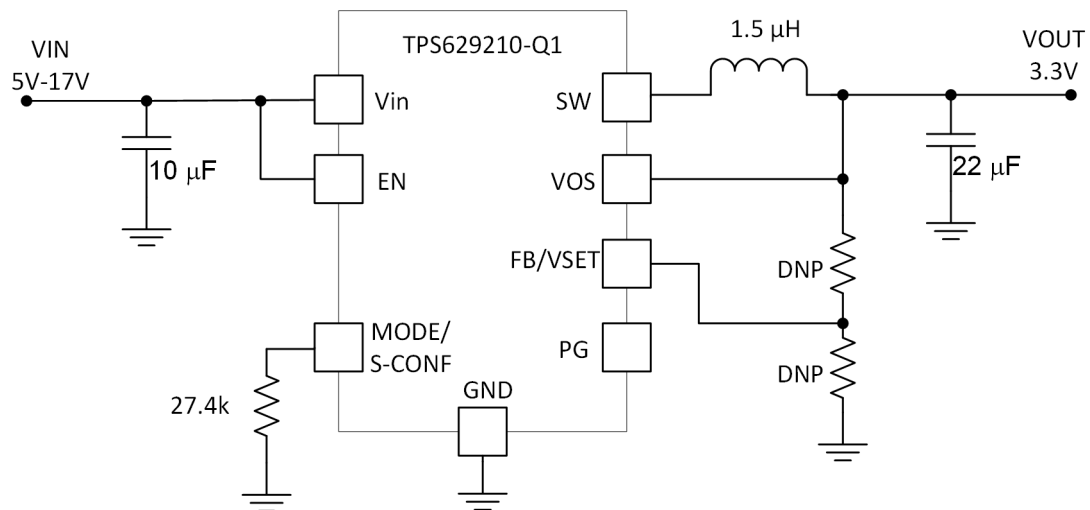 TPS629210-Q1
VIN
5V-17V
1.5 µH
VOUT
3.3V
Vin
SW
10 µF
EN
VOS
22 µF
FB/VSET
DNP
MODE/
S-CONF
PG
DNP
GND
27.4k